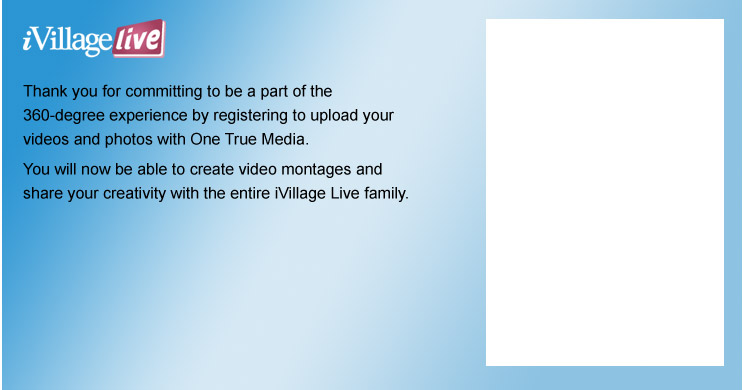 iVillage live
Thank you for committing to be a part of the
360-degree experience by registering to upload your
videos and photos with One True Media.
You will now be able to create video montages and
share your creativity with the entire iVillage Live family.